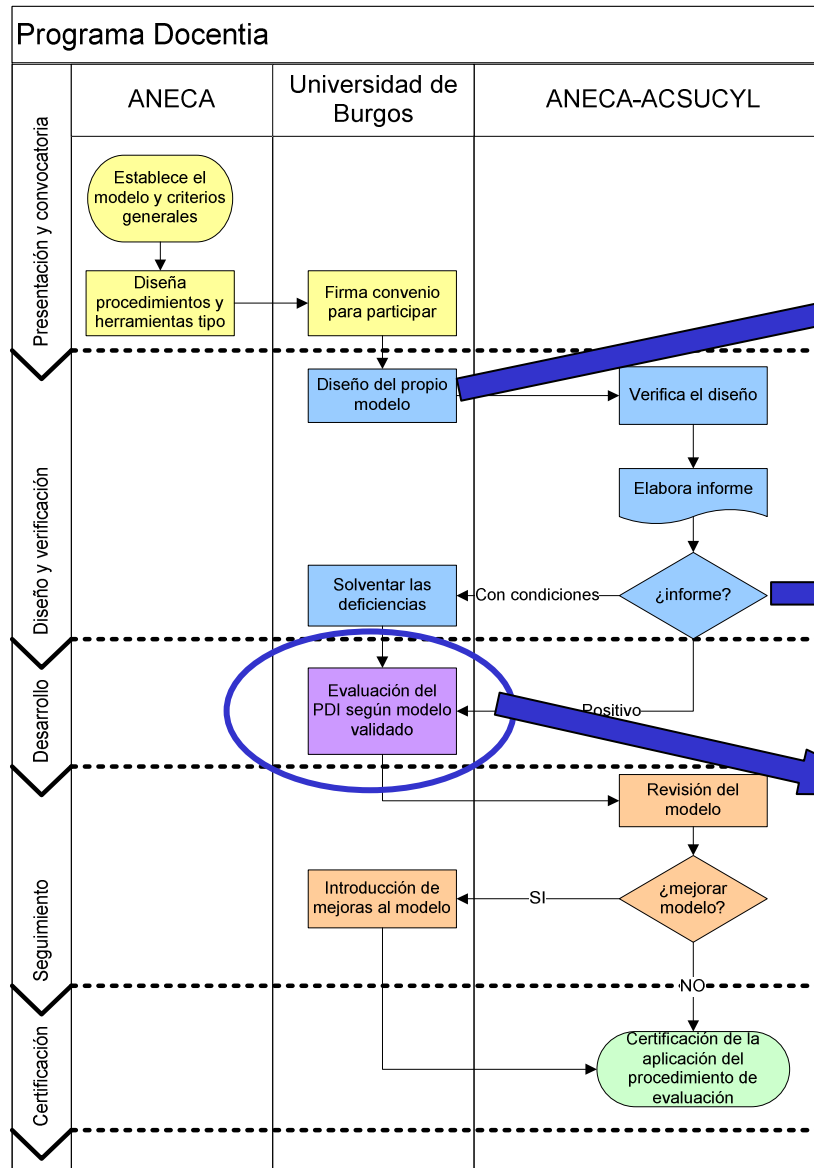 Programa Docentia
ANECA
Universidad de
Burgos
ANECA-ACSUCYL
Presentación y convocatoria
Establece el
modelo y criterios
generales
Diseña
procedimientos y
herramientas tipo
Firma convenio
para participar
Diseño y verificación
Diseño del propio
modelo
Verifica el diseño
Elabora informe
¿informe?
Con condiciones
Solventar las
deficiencias
Desarrollo
Evaluación del
PDI según modelo
validado
Positivo
Seguimiento
Revisión del
modelo
¿mejorar
modelo?
SI
Introducción de
mejoras al modelo
NO
Certificación
Certificación de la
aplicación del
procedimiento de
evaluación